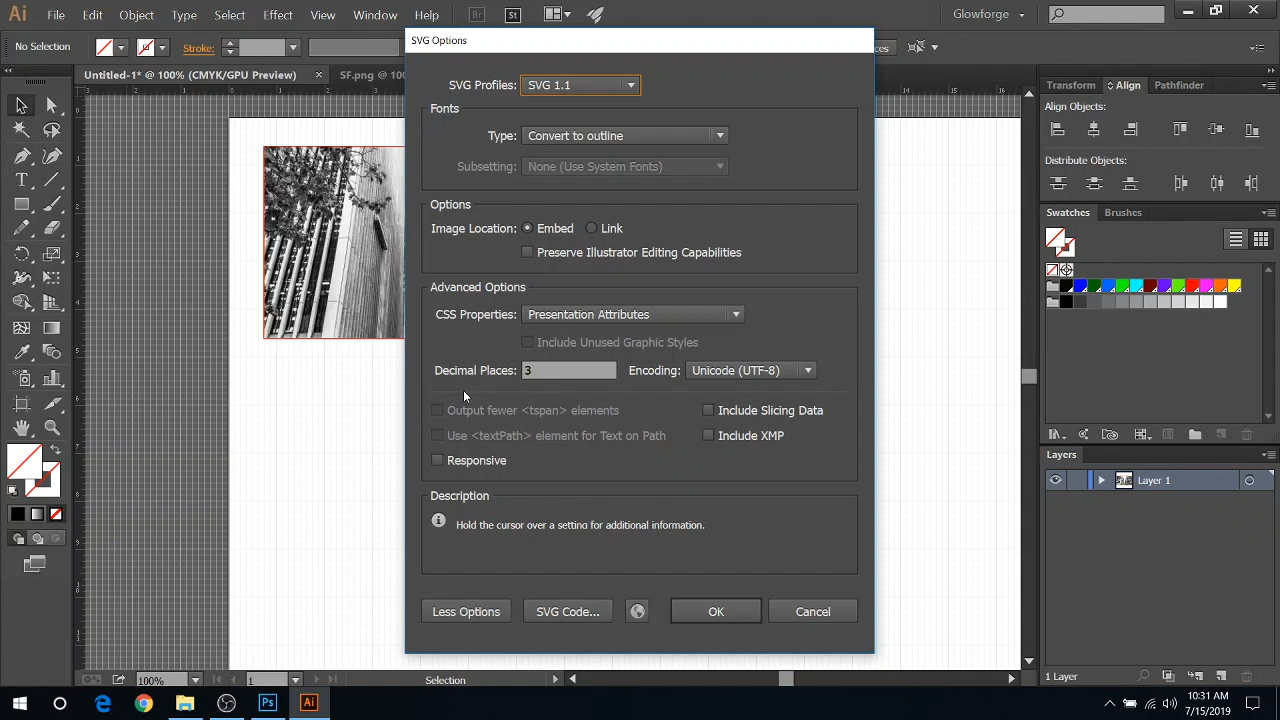 Ai File Edit Object Type Select Effect View Window Help Br St Glowforge
No Selection Stroke:
SVG Options
Untitled-1* @ 100% (CMYK/GPU Preview) × SF.png @ 100
SVG Profiles: SVG 1.1
Fonts
Type: Convert to outline
Subsetting: None (Use System Fonts)
Options
Image Location: Embed Link
Preserve Illustrator Editing Capabilities
Advanced Options
CSS Properties: Presentation Attributes
Include Unused Graphic Styles
Decimal Places: 3 Encoding: Unicode (UTF-8)
Output fewer <tspan> elements Include Slicing Data
Use <textPath> element for Text on Path Include XMP
Responsive
Description
Hold the cursor over a setting for additional information.
Less Options SVG Code... OK Cancel
Transform Align Pathfinder
Align Objects:
Distribute Objects:
Swatches Brushes
Layers
Layer 1
1 Layer
100% 1 Selection
Ps Ai
10:31 AM
7/15/2019